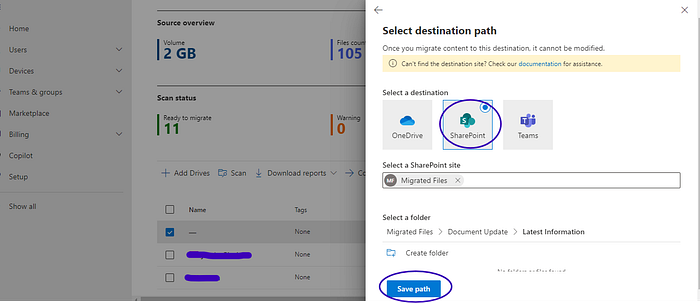 Home
Users
Devices
Teams & groups
Marketplace
Billing
Copilot
Setup
Show all
Source overview
Volume
2 GB
Files count
105
Scan status
Ready to migrate
11
Warning
0
Add Drives
Scan
Download reports
Name
Tags
None
None
None
Select destination path
Once you migrate content to this destination, it cannot be modified.
Can't find the destination site? Check our documentation for assistance.
Select a destination
OneDrive
SharePoint
Teams
Select a SharePoint site
MF Migrated Files
Select a folder
Migrated Files > Document Update > Latest Information
Create folder
Save path